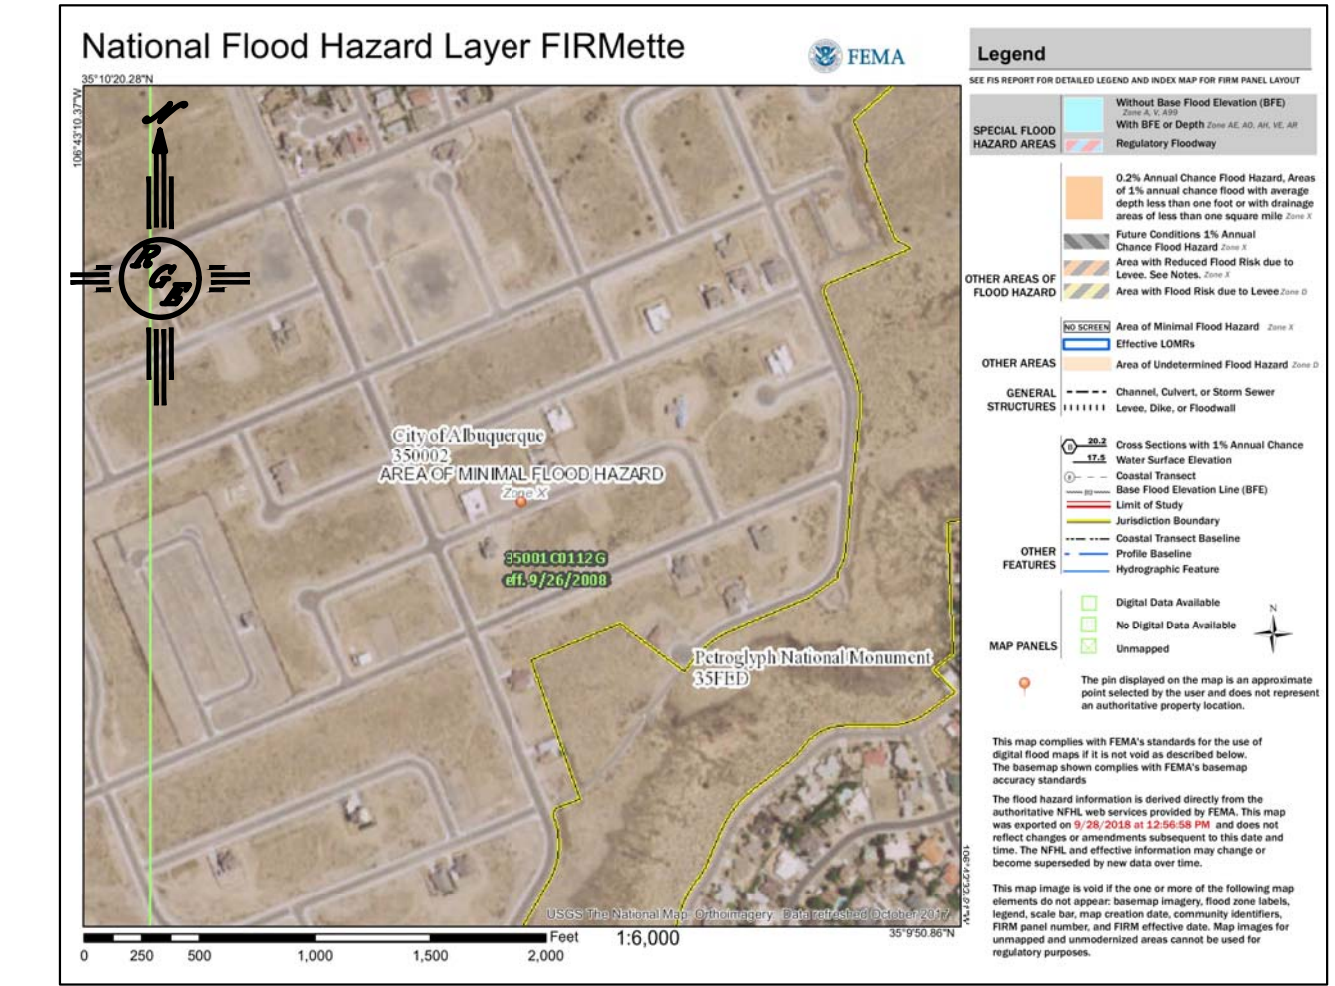 National Flood Hazard Layer FIRMette
FEMA
35°10'20.28"N
106°43'10.37"W
N
R
G
E
City of Albuquerque
350002
AREA OF MINIMAL FLOOD HAZARD
Zone X
35001C0112G
eff. 9/26/2008
Petroglyph National Monument
35FED
USGS The National Map: Orthoimagery. Data refreshed October 2017.
106°42'32.91"W
35°9'50.86"N
Feet
1:6,000
0 250 500 1,000 1,500 2,000
Legend
SEE FIS REPORT FOR DETAILED LEGEND AND INDEX MAP FOR FIRM PANEL LAYOUT
SPECIAL FLOOD
HAZARD AREAS
Without Base Flood Elevation (BFE)
Zone A, V, A99
With BFE or Depth Zone AE, AO, AH, VE, AR
Regulatory Floodway
OTHER AREAS OF
FLOOD HAZARD
0.2% Annual Chance Flood Hazard, Areas
of 1% annual chance flood with average
depth less than one foot or with drainage
areas of less than one square mile Zone X
Future Conditions 1% Annual
Chance Flood Hazard Zone X
Area with Reduced Flood Risk due to
Levee. See Notes. Zone X
Area with Flood Risk due to Levee Zone D
OTHER AREAS
NO SCREEN Area of Minimal Flood Hazard Zone X
Effective LOMRs
Area of Undetermined Flood Hazard Zone D
GENERAL
STRUCTURES
Channel, Culvert, or Storm Sewer
Levee, Dike, or Floodwall
OTHER
FEATURES
B 20.2 Cross Sections with 1% Annual Chance
17.5 Water Surface Elevation
Coastal Transect
Base Flood Elevation Line (BFE)
Limit of Study
Jurisdiction Boundary
Coastal Transect Baseline
Profile Baseline
Hydrographic Feature
MAP PANELS
Digital Data Available
No Digital Data Available
Unmapped
N
The pin displayed on the map is an approximate
point selected by the user and does not represent
an authoritative property location.
This map complies with FEMA's standards for the use of
digital flood maps if it is not void as described below.
The basemap shown complies with FEMA's basemap
accuracy standards
The flood hazard information is derived directly from the
authoritative NFHL web services provided by FEMA. This map
was exported on 9/28/2018 at 12:56:58 PM and does not
reflect changes or amendments subsequent to this date and
time. The NFHL and effective information may change or
become superseded by new data over time.
This map image is void if the one or more of the following map
elements do not appear: basemap imagery, flood zone labels,
legend, scale bar, map creation date, community identifiers,
FIRM panel number, and FIRM effective date. Map images for
unmapped and unmodernized areas cannot be used for
regulatory purposes.